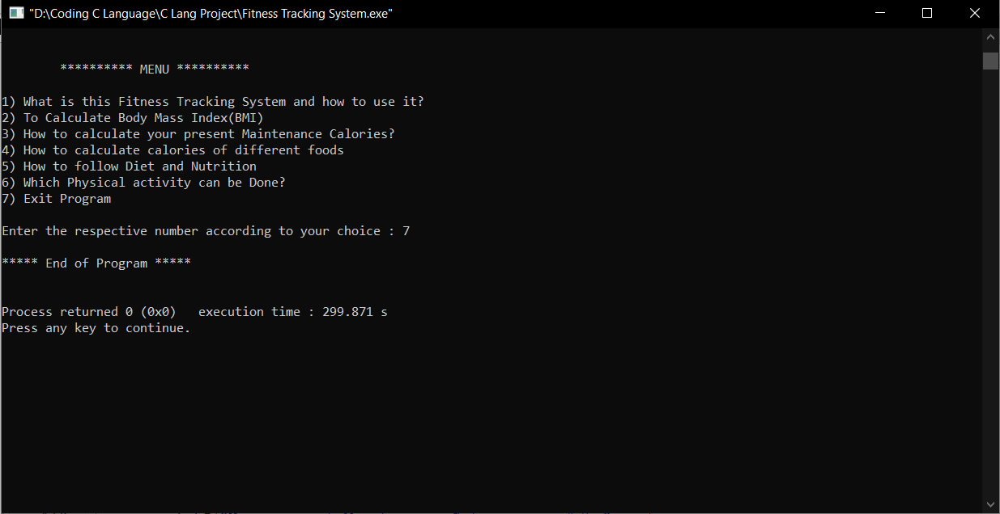 "D:\Coding C Language\C Lang Project\Fitness Tracking System.exe"
********** MENU **********
1) What is this Fitness Tracking System and how to use it?
2) To Calculate Body Mass Index(BMI)
3) How to calculate your present Maintenance Calories?
4) How to calculate calories of different foods
5) How to follow Diet and Nutrition
6) Which Physical activity can be Done?
7) Exit Program
Enter the respective number according to your choice : 7
***** End of Program *****
Process returned 0 (0x0)   execution time : 299.871 s
Press any key to continue.